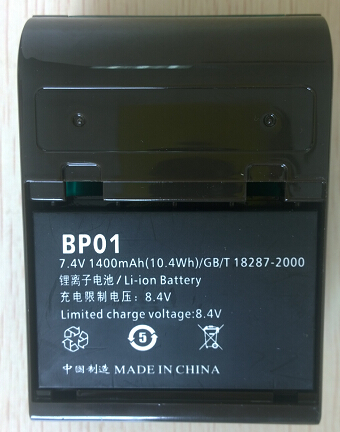 BP01
7.4V 1400mAh(10.4Wh)/GB/T 18287-2000
锂离子电池/Li-ion Battery
充电限制电压: 8.4V
Limited charge voltage:8.4V
5
中国制造 MADE IN CHINA